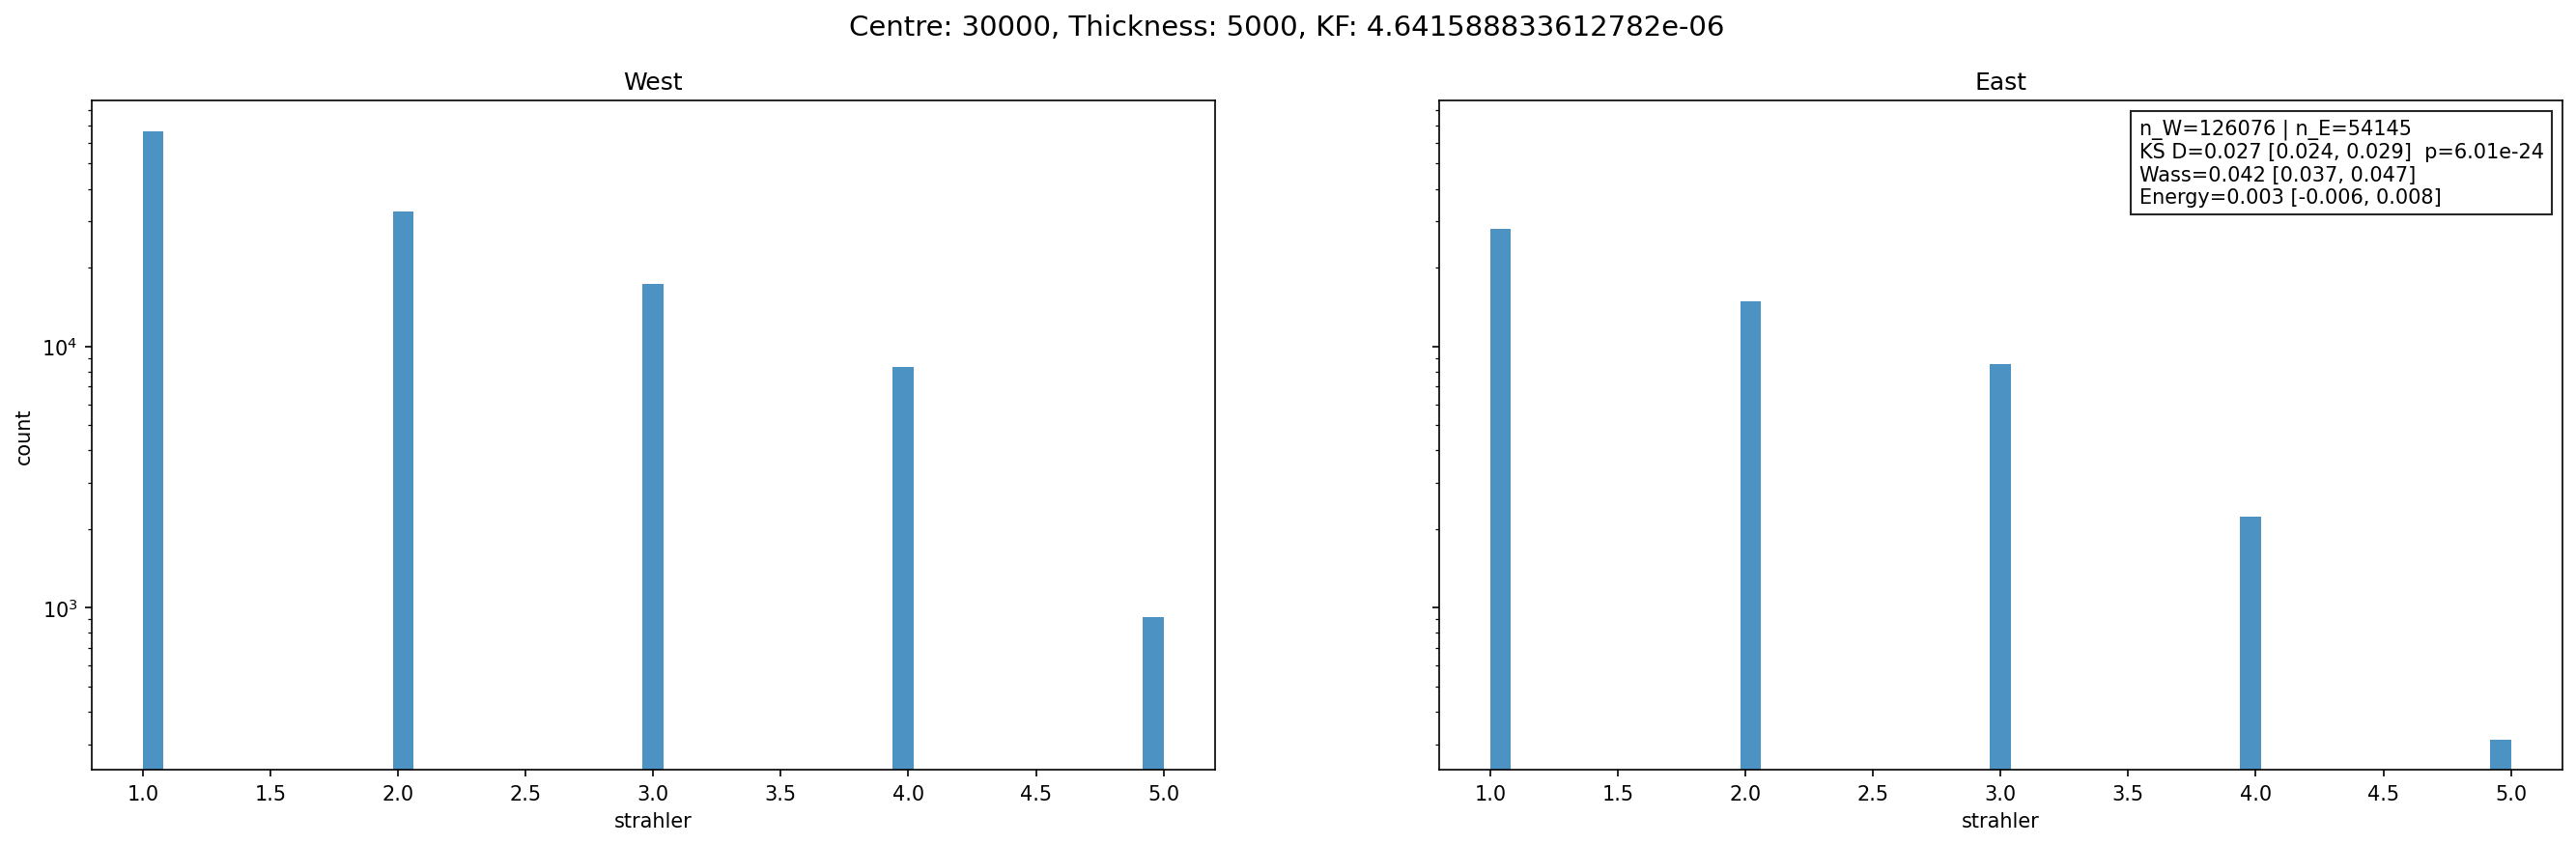 Centre: 30000, Thickness: 5000, KF: 4.641588833612782e-06
West
count
10⁴
10³
1.0 1.5 2.0 2.5 3.0 3.5 4.0 4.5 5.0
strahler
East
n_W=126076 | n_E=54145
KS D=0.027 [0.024, 0.029] p=6.01e-24
Wass=0.042 [0.037, 0.047]
Energy=0.003 [-0.006, 0.008]
1.0 1.5 2.0 2.5 3.0 3.5 4.0 4.5 5.0
strahler